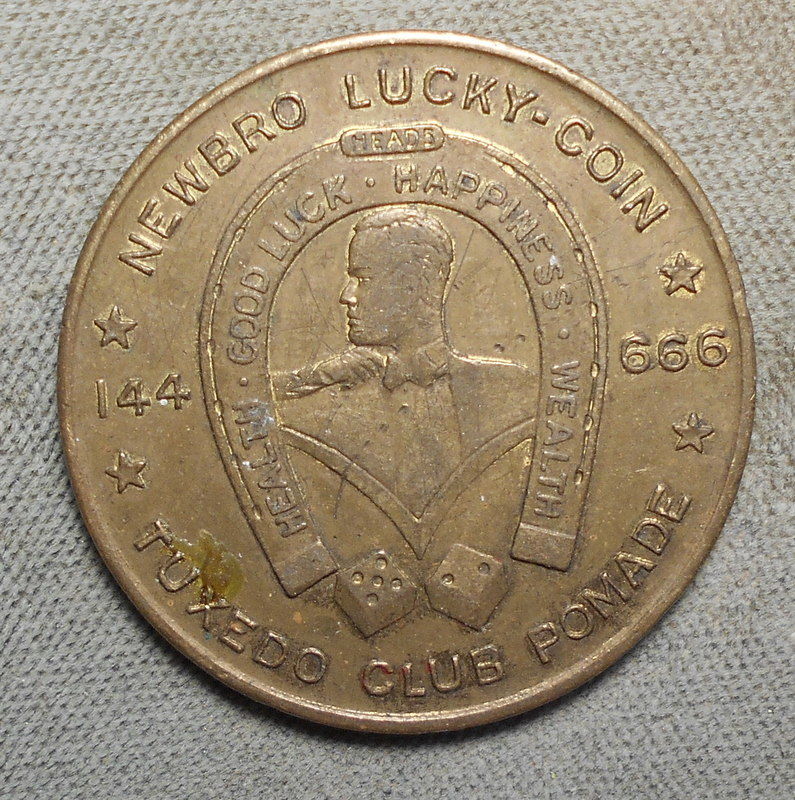 NEWBRO LUCKY-COIN
HEADS
HEALTH · GOOD LUCK · HAPPINESS · WEALTH
144
666
TUXEDO CLUB POMADE